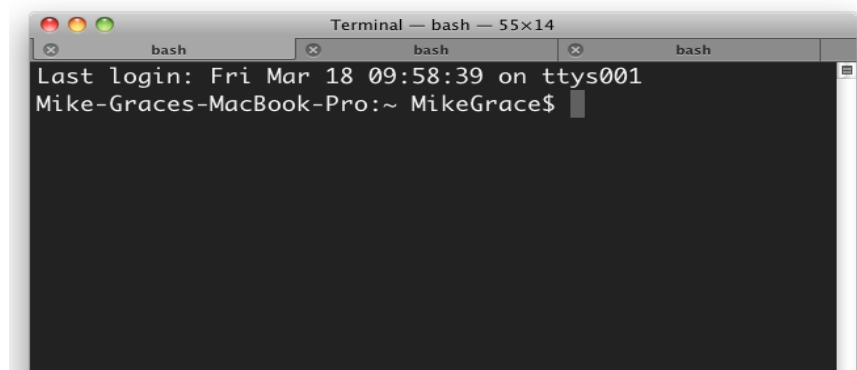 Terminal — bash — 55×14
bash bash bash
Last login: Fri Mar 18 09:58:39 on ttys001
Mike-Graces-MacBook-Pro:~ MikeGrace$